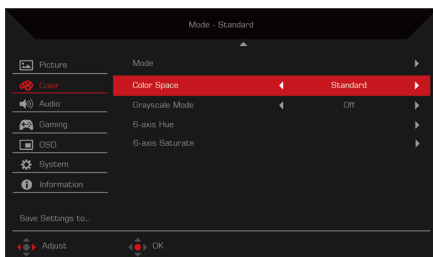 Mode - Standard
Picture
Mode
Color
Color Space
Standard
Audio
Grayscale Mode
Off
Gaming
6-axis Hue
OSD
6-axis Saturate
System
Information
Save Settings to...
Adjust
OK